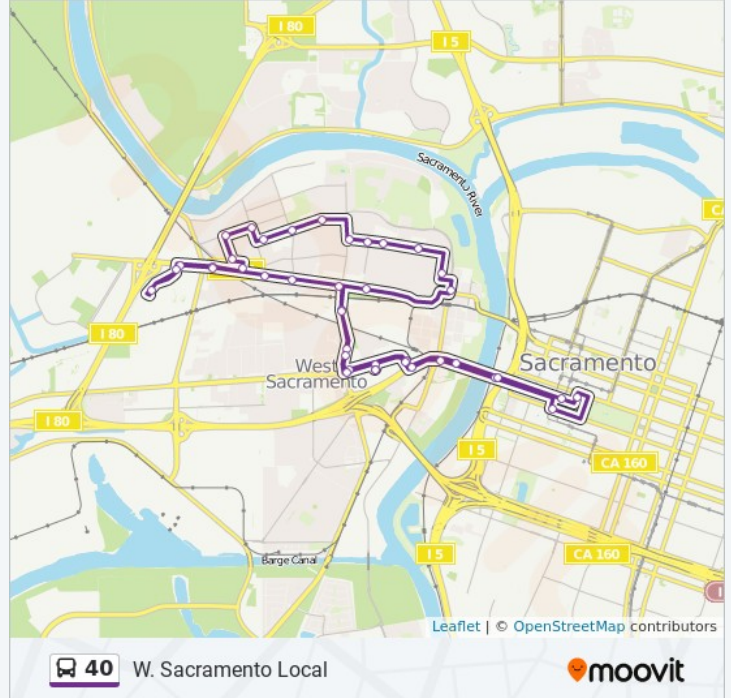 I 80
I 5
Sacramento River
CA
I 80
West
Sacramento
Sacramento
I 80
I 5
CA 160
I 5
CA 160
Barge Canal
I
Leaflet | © OpenStreetMap contributors
40 W. Sacramento Local
moovit